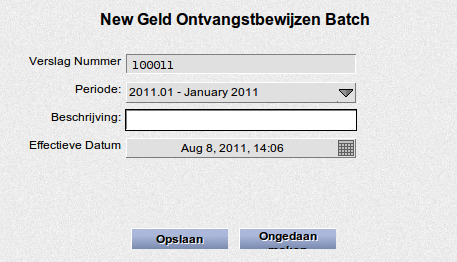 New Geld Ontvangstbewijzen Batch
Verslag Nummer 100011
Periode: 2011.01 - January 2011
Beschrijving:
Effectieve Datum Aug 8, 2011, 14:06
Opslaan Ongedaan
maken